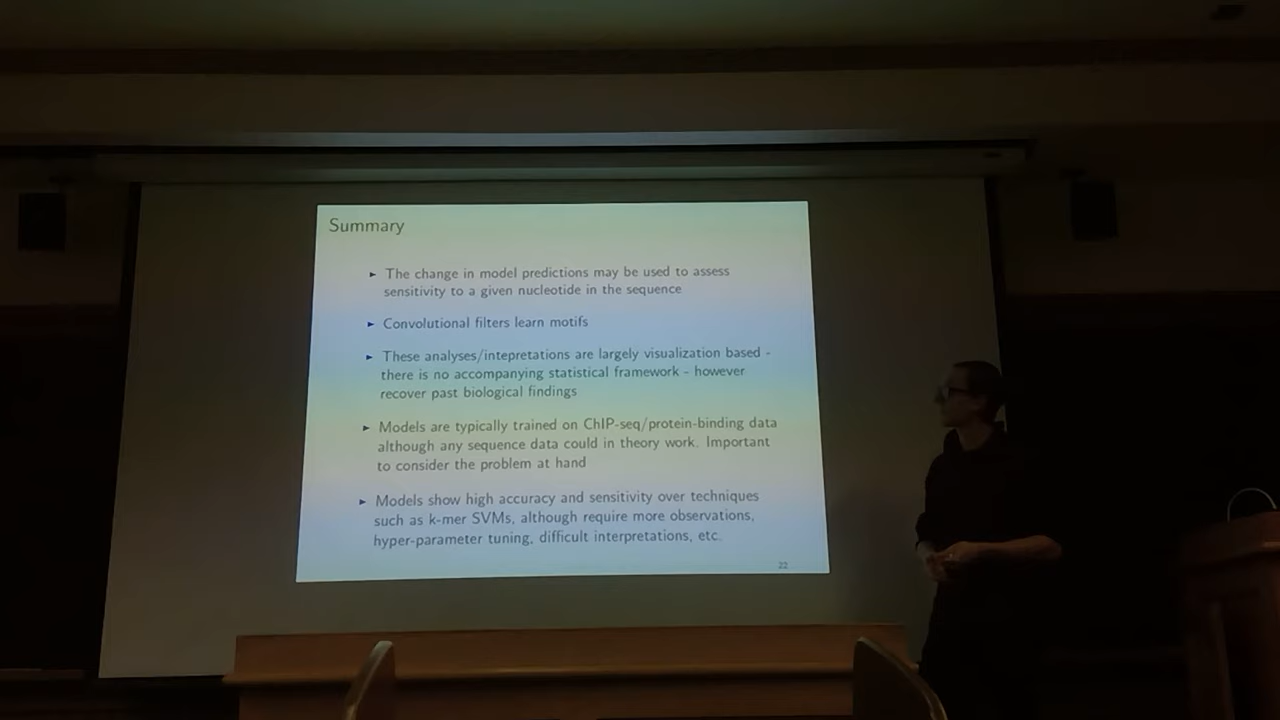 Summary
► The change in model predictions may be used to assess
sensitivity to a given nucleotide in the sequence
► Convolutional filters learn motifs
► These analyses/intepretations are largely visualization based -
there is no accompanying statistical framework - however
recover past biological findings
► Models are typically trained on ChIP-seq/protein-binding data
although any sequence data could in theory work. Important
to consider the problem at hand
► Models show high accuracy and sensitivity over techniques
such as k-mer SVMs, although require more observations,
hyper-parameter tuning, difficult interpretations, etc.
22